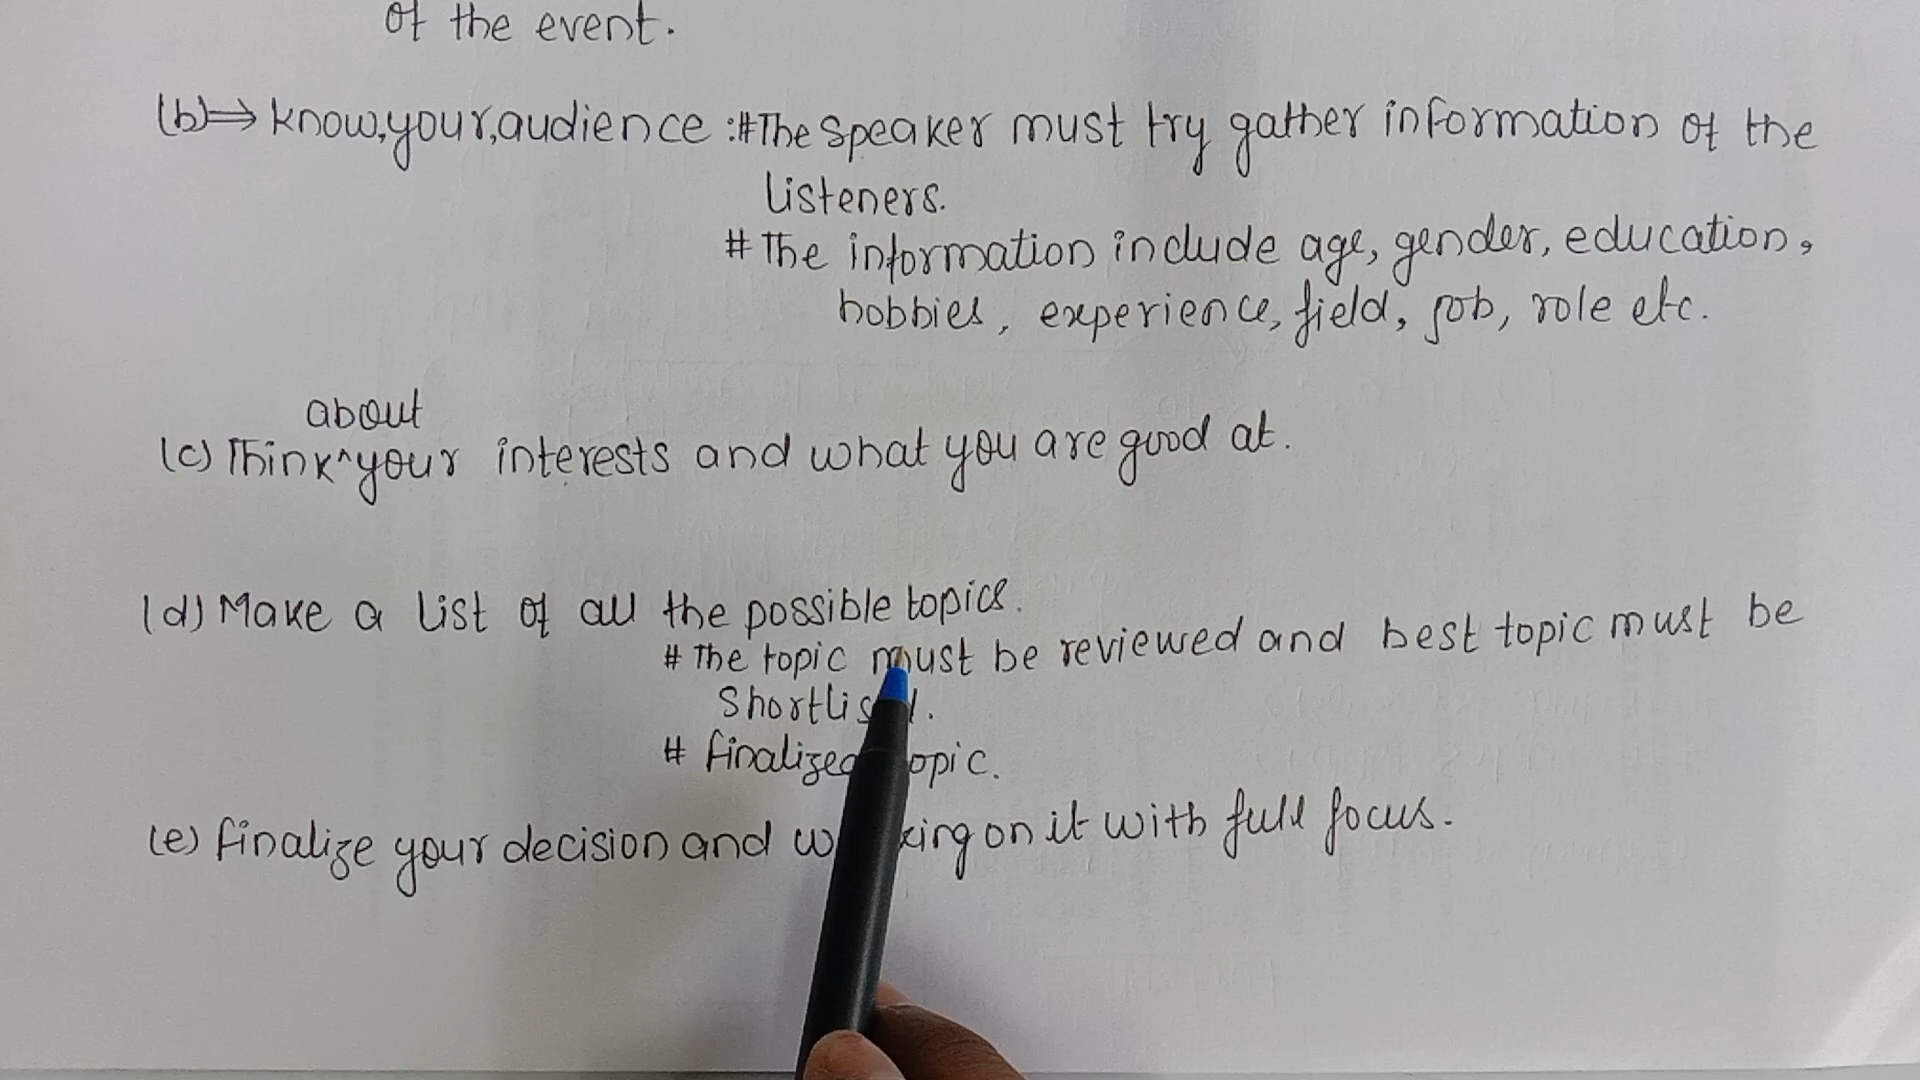 of the event.
(b)⇒ know,your,audience :# The speaker must try gather information of the
listeners.
# The information include age, gender, education,
hobbies, experience, field, job, role etc.
about
(c) Think^your interests and what you are good at.
(d) Make a list of all the possible topics.
# The topic must be reviewed and best topic must be
# finalized
(e) finalize your decision and on it with full focus.